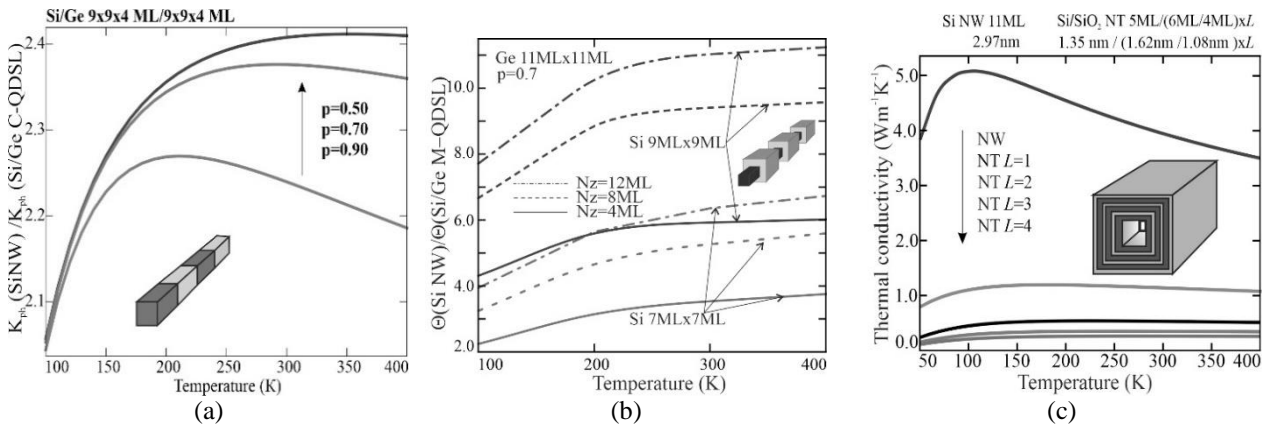 Si/Ge 9x9x4 ML/9x9x4 ML
K_ph (SiNW) /K_ph (Si/Ge C-QDSL)
2.4
2.3
2.2
2.1
p=0.50
p=0.70
p=0.90
100 150 200 250 300 350 400
Temperature (K)
(a)
Θ(Si NW)/Θ(Si/Ge M–QDSL)
10.0
8.0
6.0
4.0
2.0
Ge 11MLx11ML
p=0.7
Si 9MLx9ML
Nz=12ML
Nz=8ML
Nz=4ML
Si 7MLx7ML
100 200 300 400
Temperature (K)
(b)
Si NW 11ML Si/SiO₂ NT 5ML/(6ML/4ML)xL
2.97nm 1.35 nm / (1.62nm /1.08nm )xL
Thermal conductivity (Wm⁻¹K⁻¹)
5.0
4.0
3.0
2.0
1.0
0.0
NW
NT L=1
NT L=2
NT L=3
NT L=4
50 100 150 200 250 300 350 400
Temperature (K)
(c)